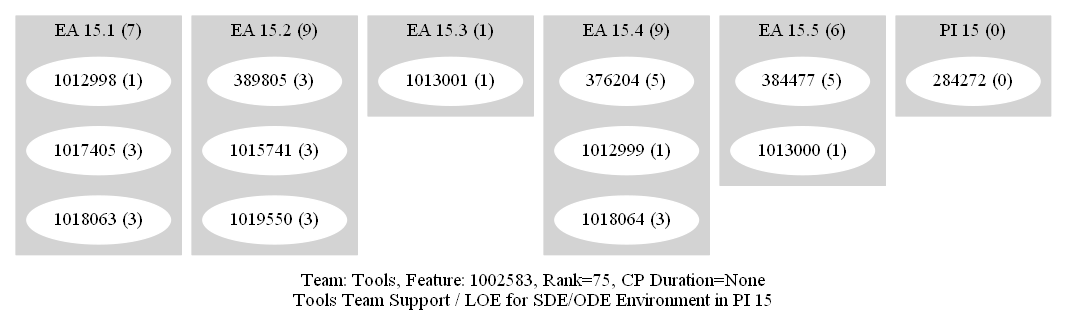 EA 15.1 (7)
1012998 (1)
1017405 (3)
1018063 (3)
EA 15.2 (9)
389805 (3)
1015741 (3)
1019550 (3)
EA 15.3 (1)
1013001 (1)
EA 15.4 (9)
376204 (5)
1012999 (1)
1018064 (3)
EA 15.5 (6)
384477 (5)
1013000 (1)
PI 15 (0)
284272 (0)
Team: Tools, Feature: 1002583, Rank=75, CP Duration=None
Tools Team Support / LOE for SDE/ODE Environment in PI 15